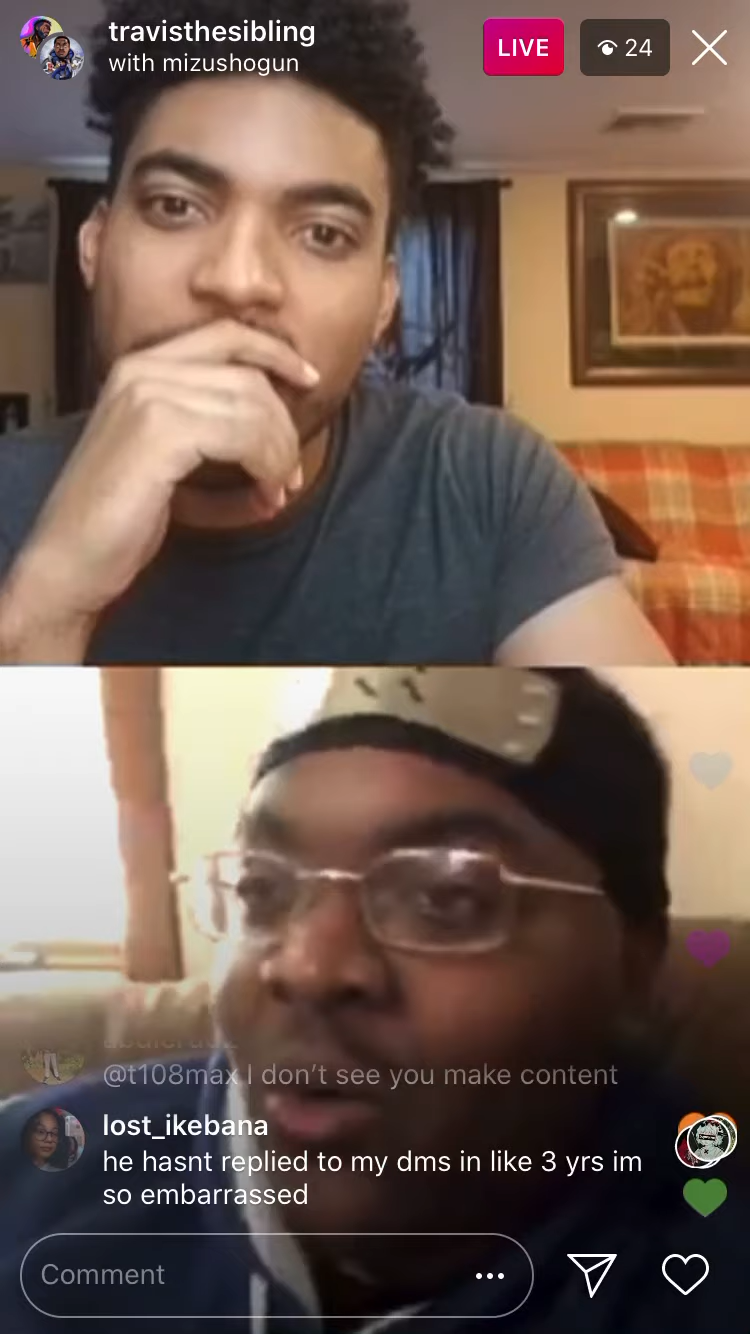 travisthesibling
with mizushogun
LIVE
24
@t108max I don’t see you make content
lost_ikebana
he hasnt replied to my dms in like 3 yrs im
so embarrassed
Comment